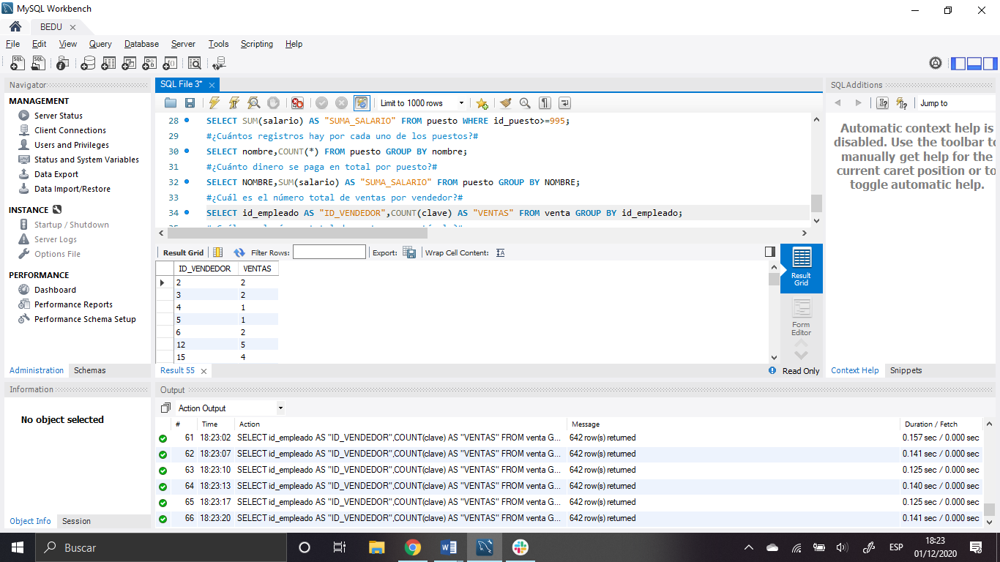 MySQL Workbench
BEDU
File Edit View Query Database Server Tools Scripting Help
Navigator
MANAGEMENT
Server Status
Client Connections
Users and Privileges
Status and System Variables
Data Export
Data Import/Restore
INSTANCE
Startup / Shutdown
Server Logs
Options File
PERFORMANCE
Dashboard
Performance Reports
Performance Schema Setup
Administration Schemas
Information
No object selected
Object Info Session
SQL File 3*
Limit to 1000 rows
28 SELECT SUM(salario) AS "SUMA_SALARIO" FROM puesto WHERE id_puesto>=995;
29 #¿Cuántos registros hay por cada uno de los puestos?#
30 SELECT nombre,COUNT(*) FROM puesto GROUP BY nombre;
31 #¿Cuánto dinero se paga en total por puesto?#
32 SELECT NOMBRE,SUM(salario) AS "SUMA_SALARIO" FROM puesto GROUP BY NOMBRE;
33 #¿Cuál es el número total de ventas por vendedor?#
34 SELECT id_empleado AS "ID_VENDEDOR",COUNT(clave) AS "VENTAS" FROM venta GROUP BY id_empleado;
Result Grid Filter Rows: Export: Wrap Cell Content:
ID_VENDEDOR VENTAS
2 2
3 2
4 1
5 1
6 2
12 5
15 4
Result Grid
Form Editor
Result 55 Read Only
SQLAdditions
Jump to
Automatic context help is
disabled. Use the toolbar to
manually get help for the
current caret position or to
toggle automatic help.
Context Help Snippets
Output
Action Output
# Time Action Message Duration / Fetch
61 18:23:02 SELECT id_empleado AS "ID_VENDEDOR",COUNT(clave) AS "VENTAS" FROM venta G... 642 row(s) returned 0.157 sec / 0.000 sec
62 18:23:07 SELECT id_empleado AS "ID_VENDEDOR",COUNT(clave) AS "VENTAS" FROM venta G... 642 row(s) returned 0.141 sec / 0.000 sec
63 18:23:10 SELECT id_empleado AS "ID_VENDEDOR",COUNT(clave) AS "VENTAS" FROM venta G... 642 row(s) returned 0.125 sec / 0.000 sec
64 18:23:13 SELECT id_empleado AS "ID_VENDEDOR",COUNT(clave) AS "VENTAS" FROM venta G... 642 row(s) returned 0.140 sec / 0.000 sec
65 18:23:17 SELECT id_empleado AS "ID_VENDEDOR",COUNT(clave) AS "VENTAS" FROM venta G... 642 row(s) returned 0.125 sec / 0.000 sec
66 18:23:20 SELECT id_empleado AS "ID_VENDEDOR",COUNT(clave) AS "VENTAS" FROM venta G... 642 row(s) returned 0.141 sec / 0.000 sec
Buscar
ESP
18:23
01/12/2020